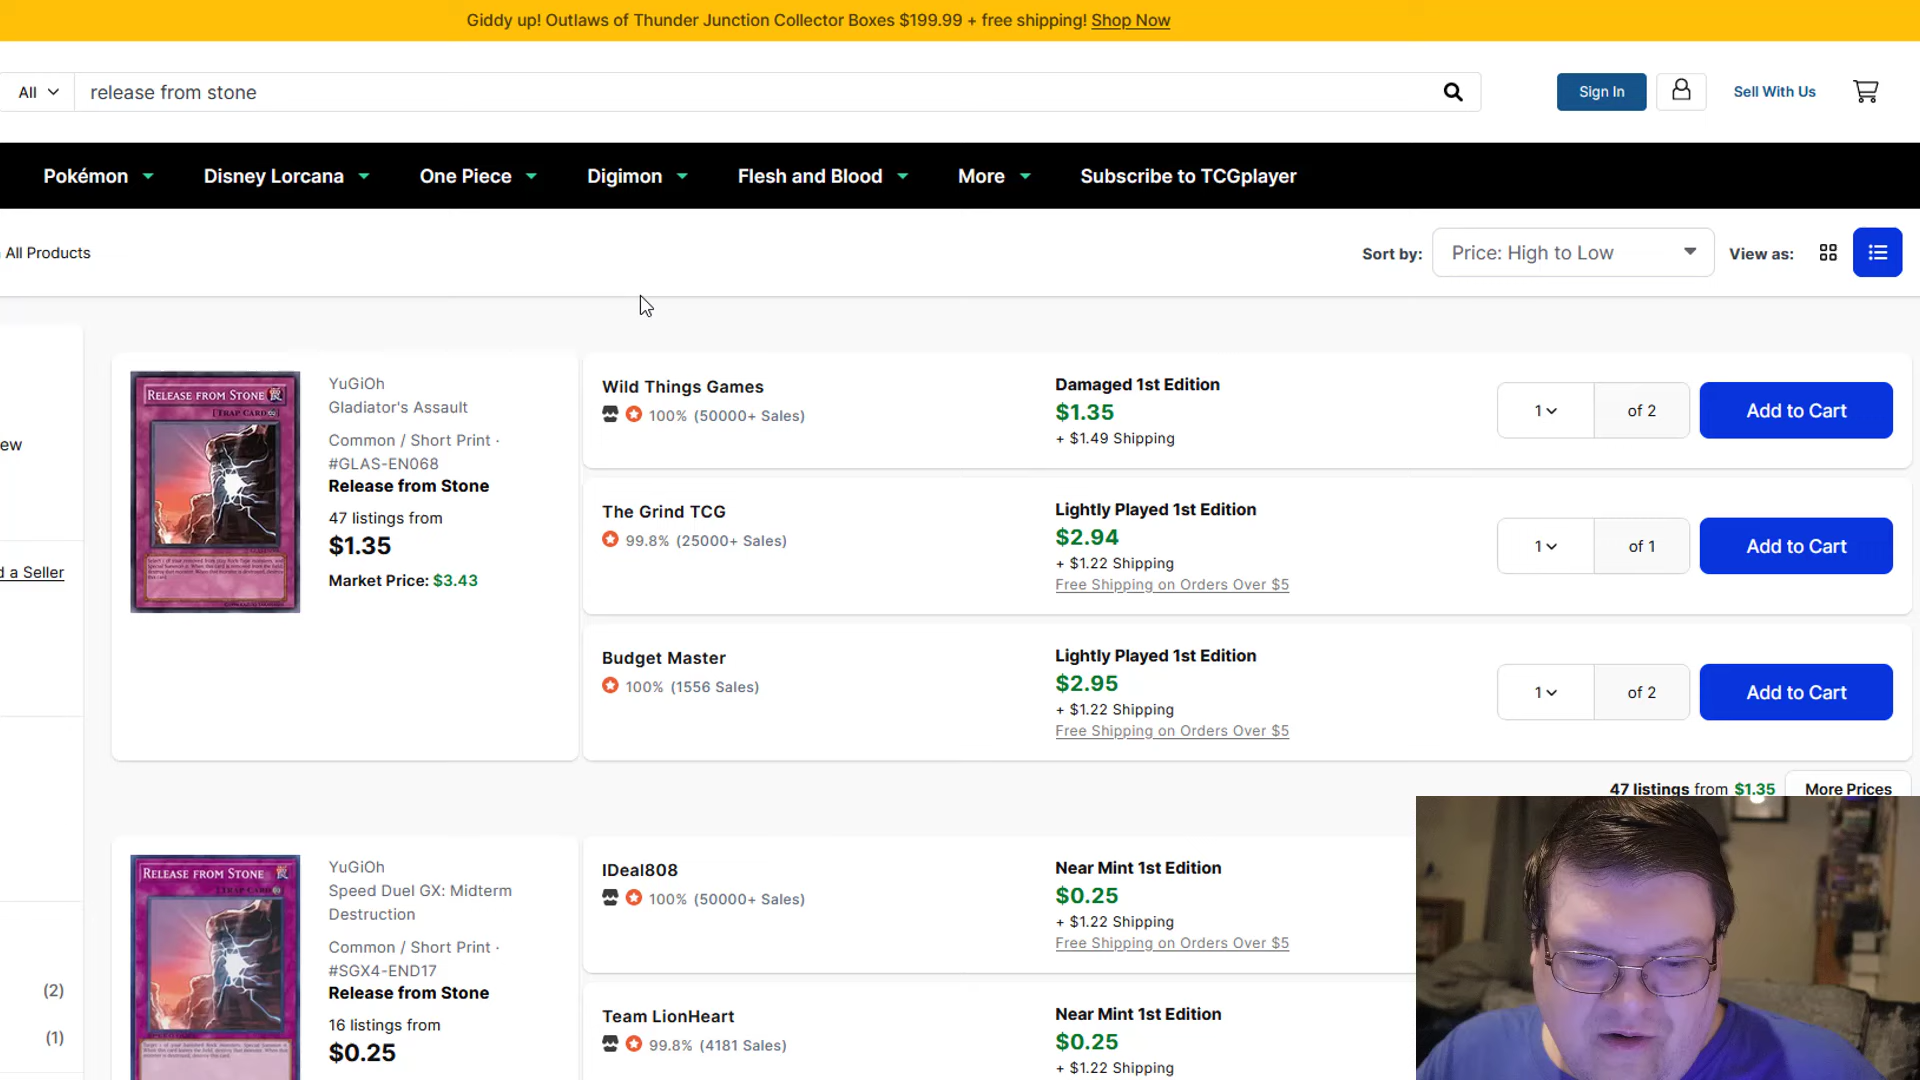 Giddy up! Outlaws of Thunder Junction Collector Boxes $199.99 + free shipping! Shop Now
All release from stone Sign In Sell With Us
Pokémon Disney Lorcana One Piece Digimon Flesh and Blood More Subscribe to TCGplayer
All Products Sort by: Price: High to Low View as:
ew
d a Seller
(2)
(1)
RELEASE FROM STONE
[TRAP CARD]
YuGiOh
Gladiator's Assault
Common / Short Print ·
#GLAS-EN068
Release from Stone
47 listings from
$1.35
Market Price: $3.43
Wild Things Games
100% (50000+ Sales)
Damaged 1st Edition
$1.35
+ $1.49 Shipping
1 of 2 Add to Cart
The Grind TCG
99.8% (25000+ Sales)
Lightly Played 1st Edition
$2.94
+ $1.22 Shipping
Free Shipping on Orders Over $5
1 of 1 Add to Cart
Budget Master
100% (1556 Sales)
Lightly Played 1st Edition
$2.95
+ $1.22 Shipping
Free Shipping on Orders Over $5
1 of 2 Add to Cart
47 listings from $1.35 More Prices
RELEASE FROM STONE
[TRAP CARD]
YuGiOh
Speed Duel GX: Midterm
Destruction
Common / Short Print ·
#SGX4-END17
Release from Stone
16 listings from
$0.25
IDeal808
100% (50000+ Sales)
Near Mint 1st Edition
$0.25
+ $1.22 Shipping
Free Shipping on Orders Over $5
Team LionHeart
99.8% (4181 Sales)
Near Mint 1st Edition
$0.25
+ $1.22 Shipping